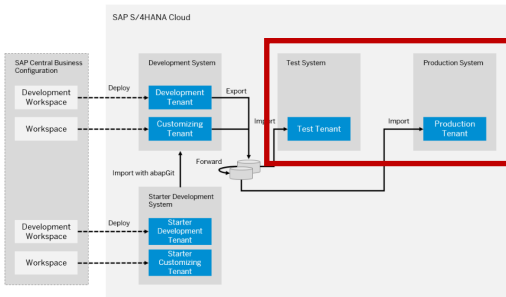 SAP S/4HANA Cloud
SAP Central Business
Configuration
Development System
Test System
Production System
Development
Workspace
Deploy
Development
Tenant
Export
Workspace
Customizing
Tenant
Import
Test Tenant
Import
Production
Tenant
Forward
Import with abapGit
Starter Development
System
Development
Workspace
Deploy
Starter
Development
Tenant
Workspace
Starter
Customizing
Tenant